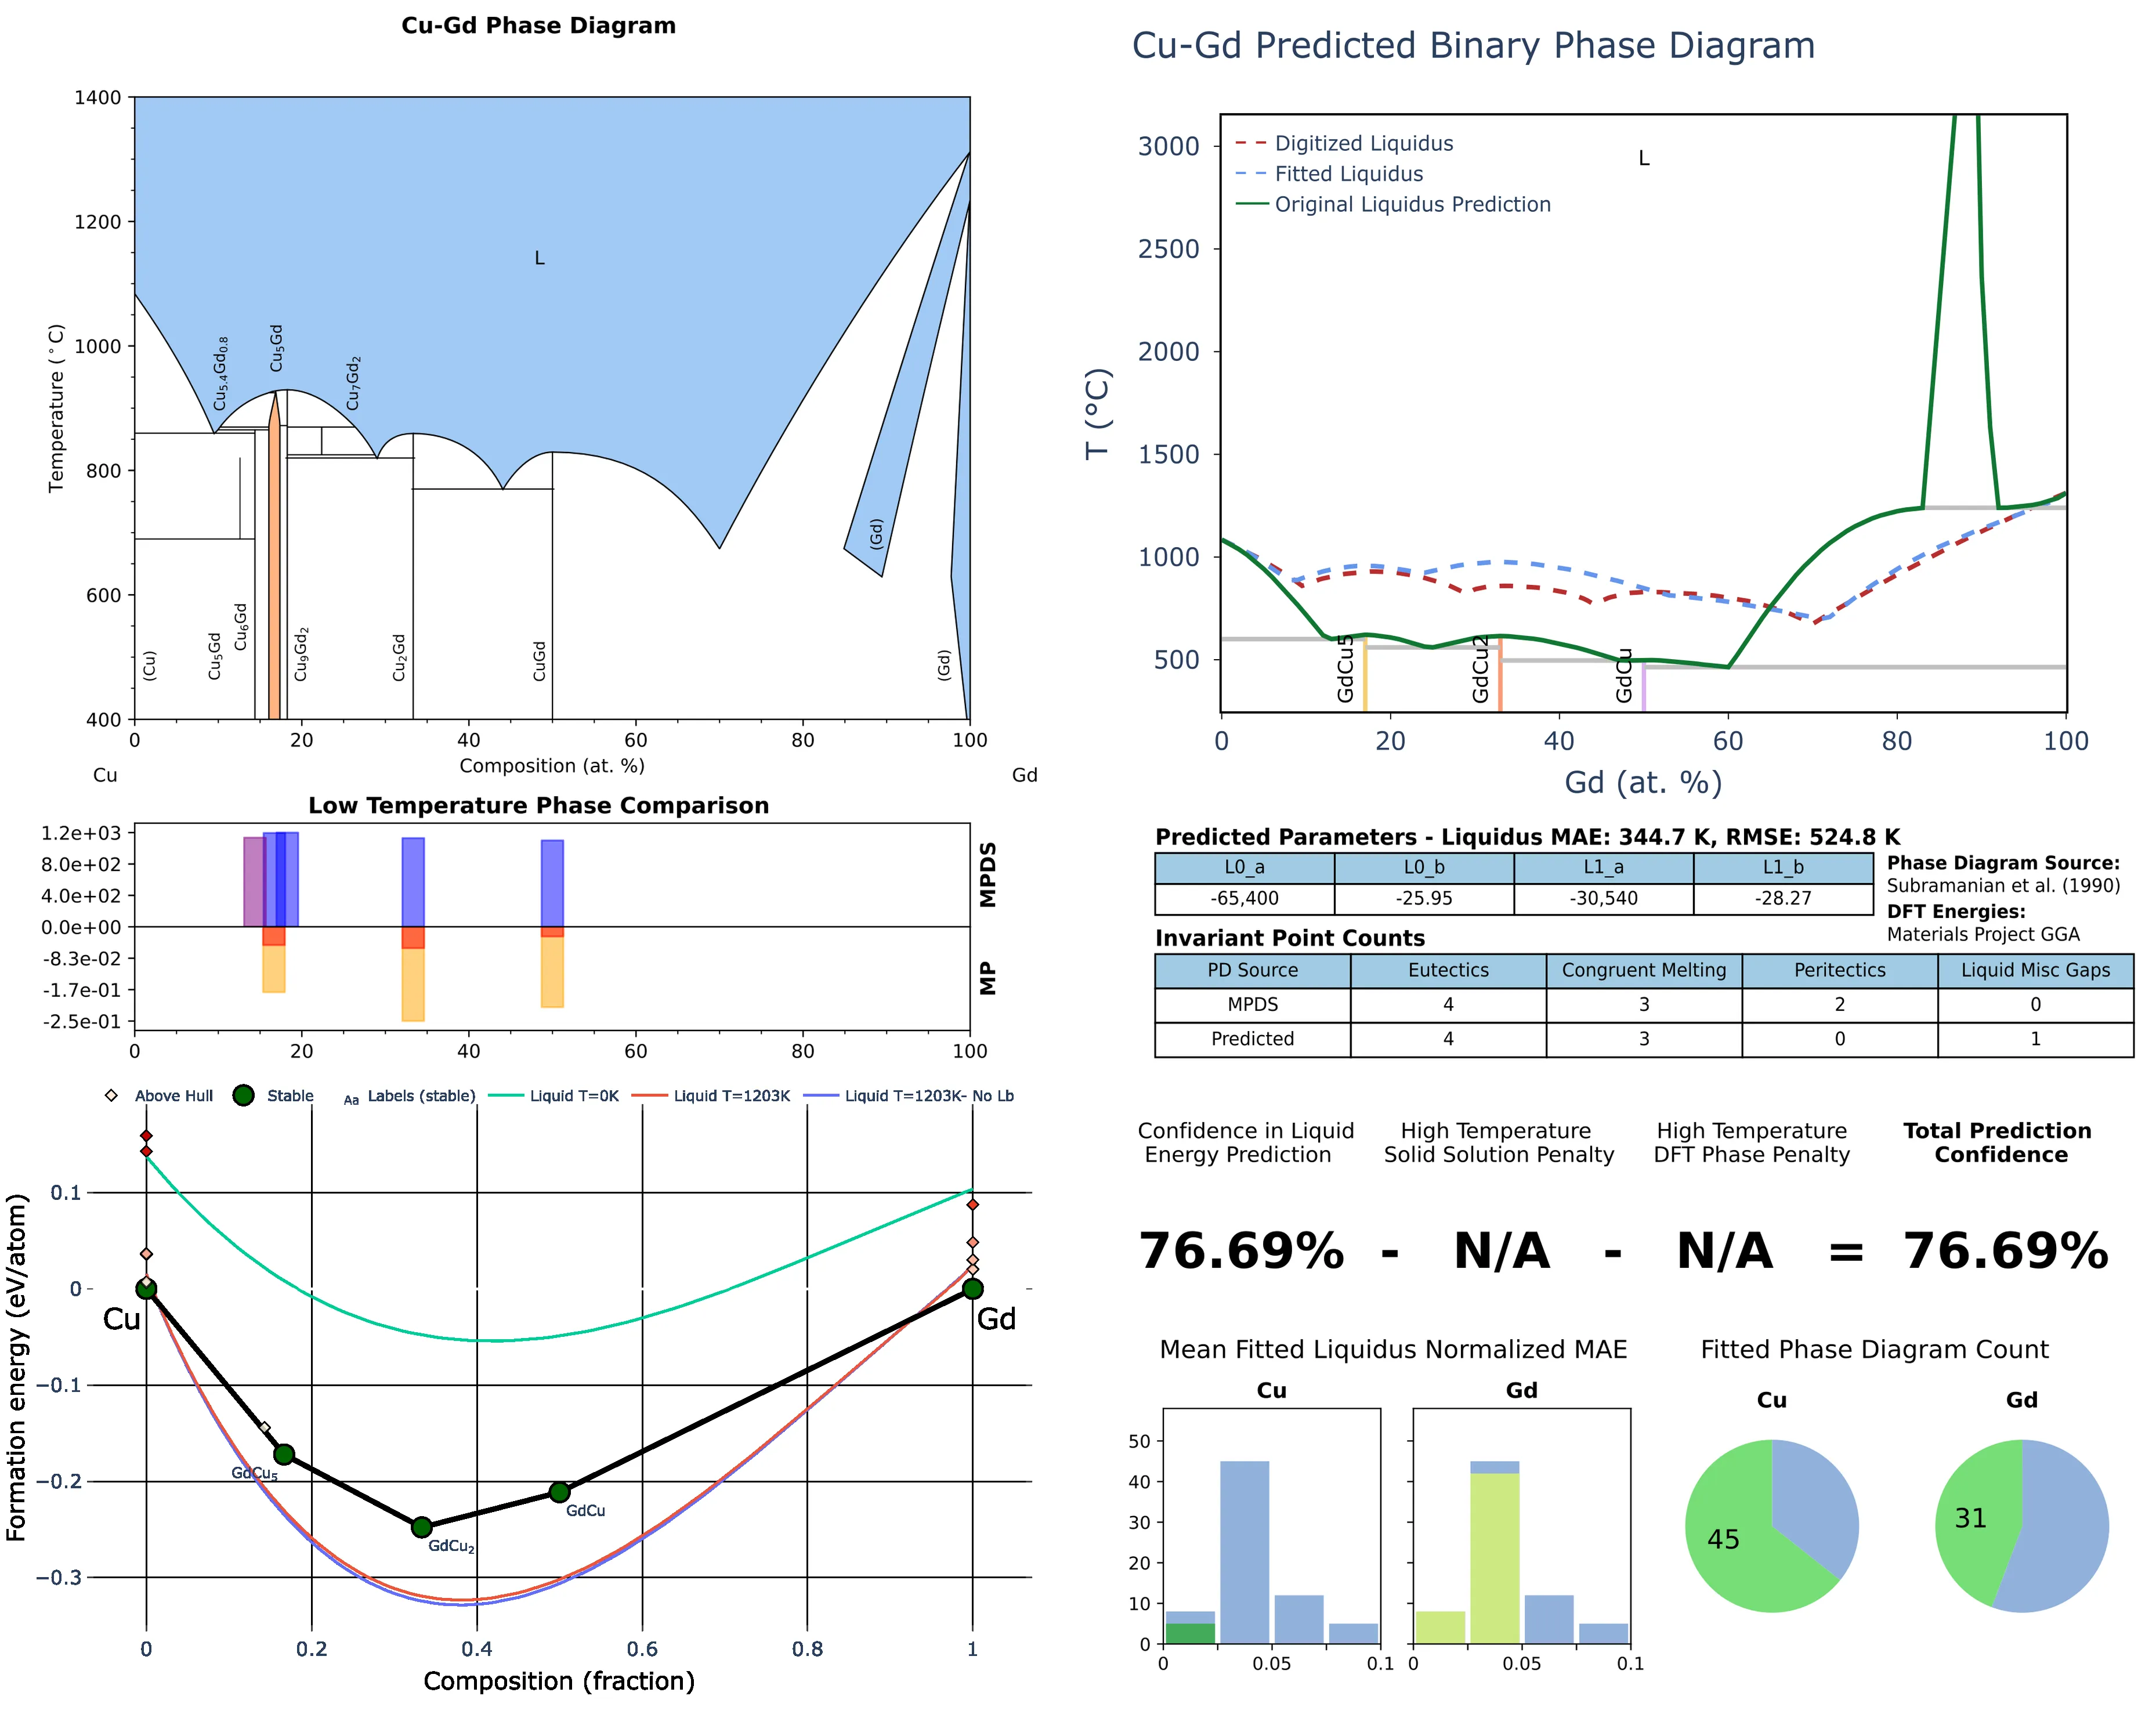 Cu-Gd Phase Diagram
1400
1200
1000
800
600
400
Temperature (°C)
L
Cu5.4Gd0.8
Cu5Gd
Cu7Gd2
(Cu)
Cu5Gd
Cu6Gd
Cu9Gd2
Cu2Gd
CuGd
(Gd)
(Gd)
0 20 40 60 80 100
Composition (at. %)
Cu
Gd
Low Temperature Phase Comparison
1.2e+03
8.0e+02
4.0e+02
0.0e+00
-8.3e-02
-1.7e-01
-2.5e-01
MPDS
MP
0 20 40 60 80 100
Above Hull
Stable
Aa Labels (stable)
Liquid T=0K
Liquid T=1203K
Liquid T=1203K- No Lb
0.1
0
−0.1
−0.2
−0.3
Formation energy (eV/atom)
Cu
Gd
GdCu5
GdCu2
GdCu
0 0.2 0.4 0.6 0.8 1
Composition (fraction)
Cu-Gd Predicted Binary Phase Diagram
3000
2500
2000
1500
1000
500
T (°C)
Digitized Liquidus
Fitted Liquidus
Original Liquidus Prediction
L
GdCu5
GdCu2
GdCu
0 20 40 60 80 100
Gd (at. %)
Predicted Parameters - Liquidus MAE: 344.7 K, RMSE: 524.8 K
L0_a L0_b L1_a L1_b
-65,400 -25.95 -30,540 -28.27
Phase Diagram Source:
Subramanian et al. (1990)
DFT Energies:
Materials Project GGA
Invariant Point Counts
PD Source Eutectics Congruent Melting Peritectics Liquid Misc Gaps
MPDS 4 3 2 0
Predicted 4 3 0 1
Confidence in Liquid
Energy Prediction
High Temperature
Solid Solution Penalty
High Temperature
DFT Phase Penalty
Total Prediction
Confidence
76.69% - N/A - N/A = 76.69%
Mean Fitted Liquidus Normalized MAE
Cu
Gd
50
40
30
20
10
0
0 0.05 0.1
0 0.05 0.1
Fitted Phase Diagram Count
Cu
Gd
45
31